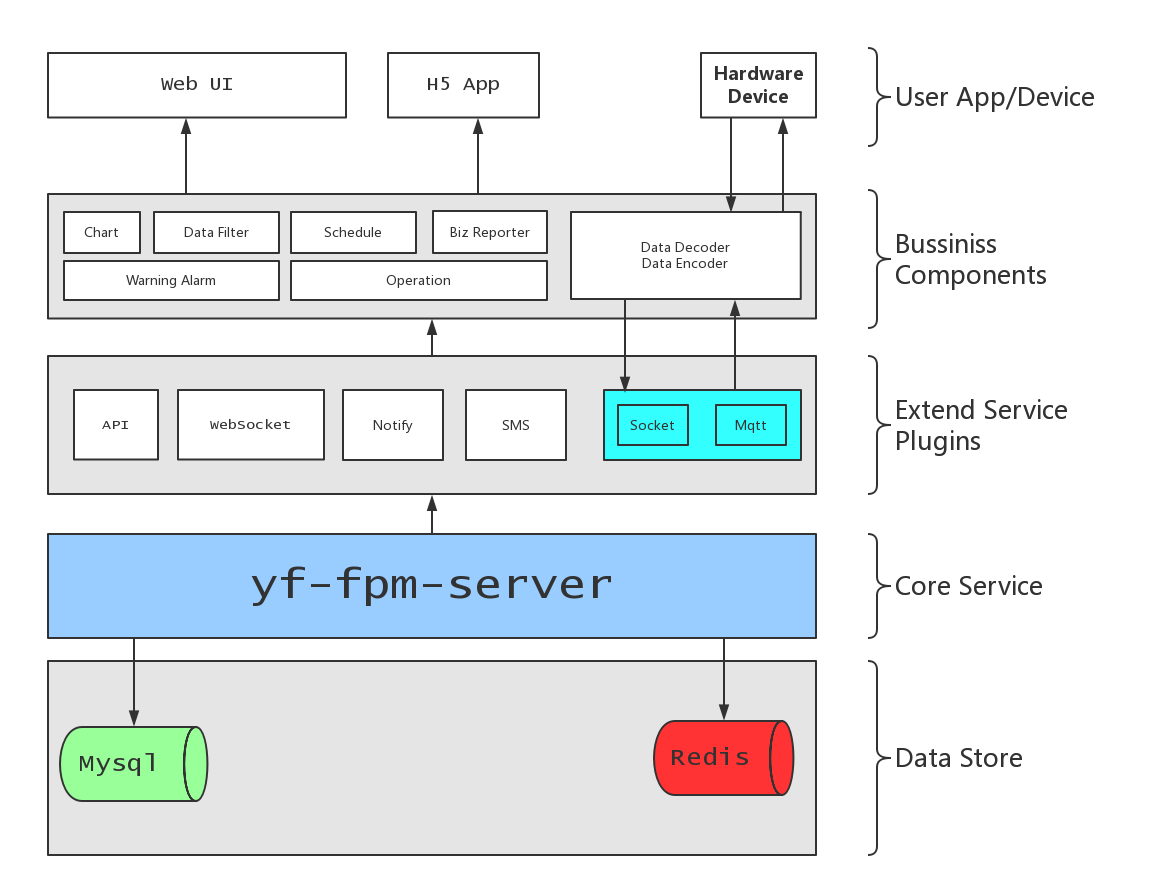 Web UI
H5 App
Hardware
Device
User App/Device
Chart
Data Filter
Schedule
Biz Reporter
Data Decoder
Data Encoder
Warning Alarm
Operation
Bussiniss
Components
API
WebSocket
Notify
SMS
Socket
Mqtt
Extend Service
Plugins
yf-fpm-server
Core Service
Mysql
Redis
Data Store